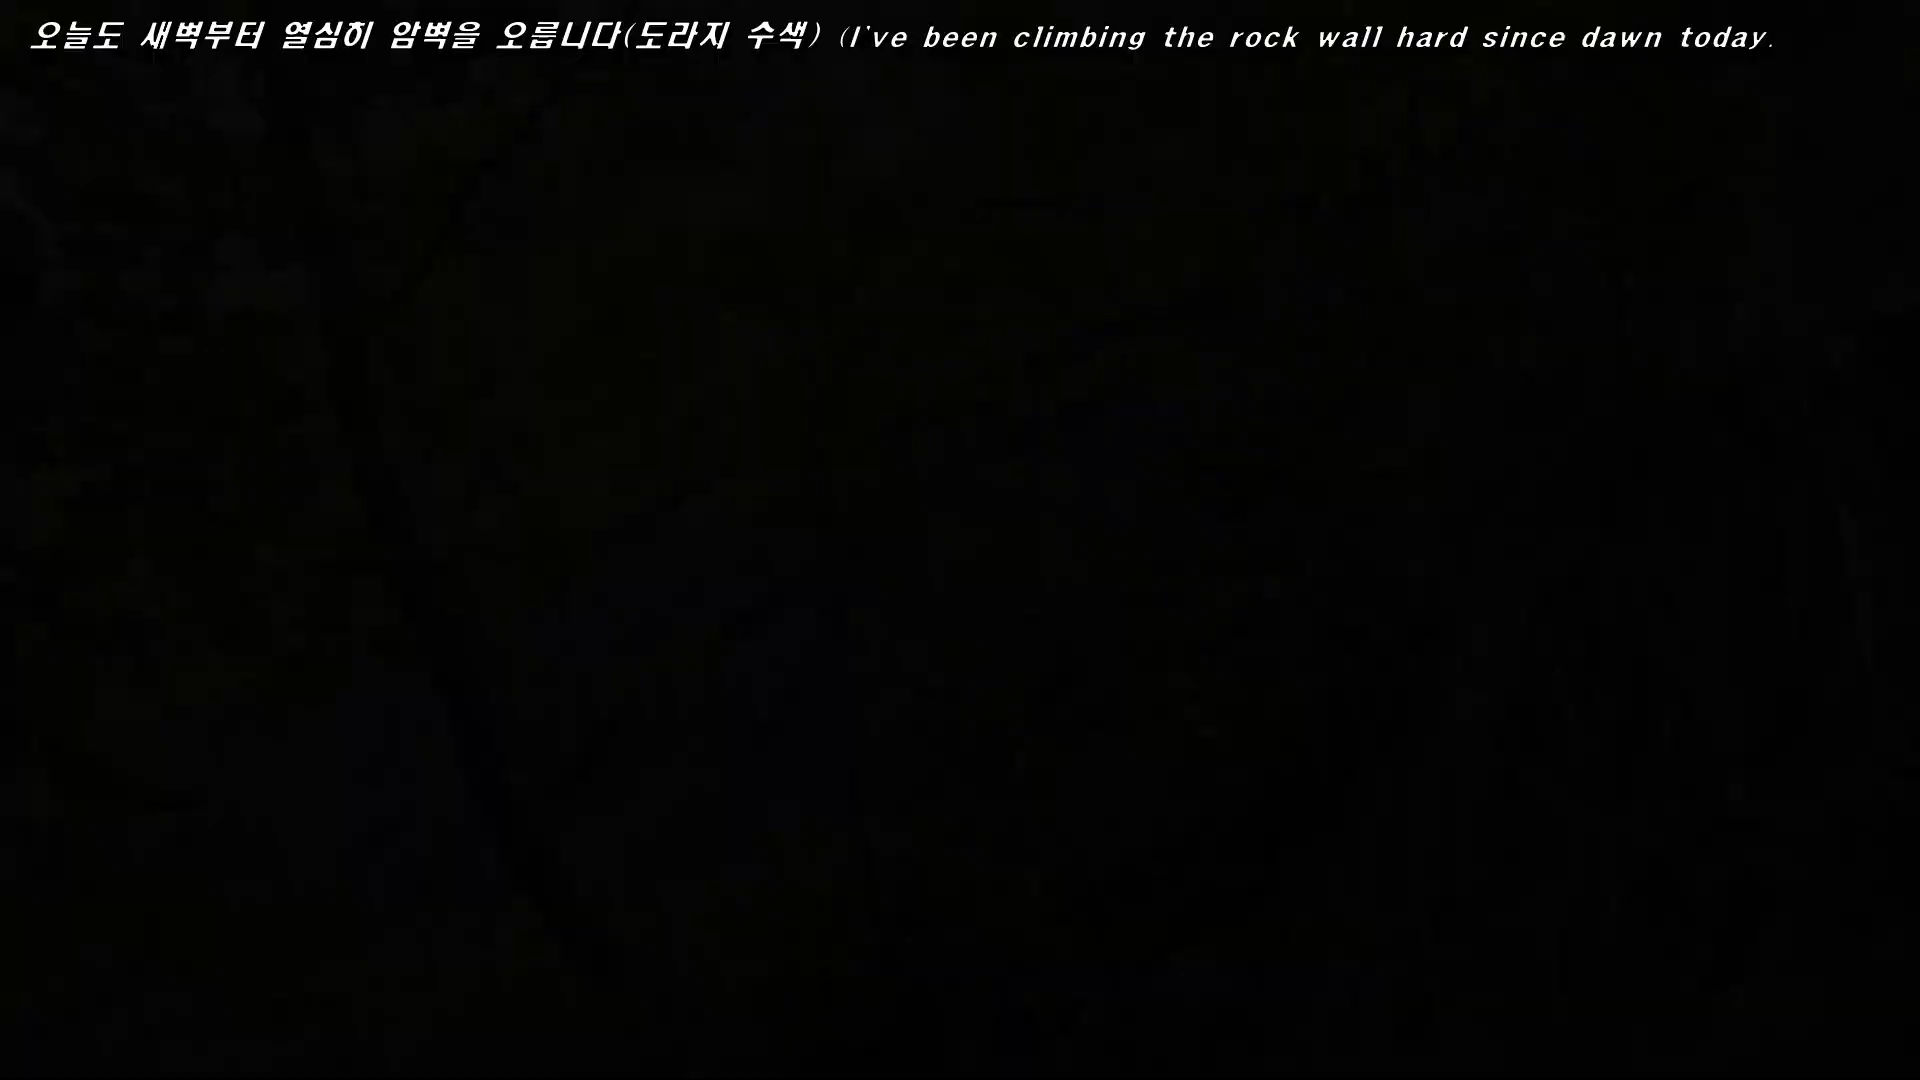 오늘도 새벽부터 열심히 암벽을 오릅니다(도라지 수색) (I've been climbing the rock wall hard since dawn today.